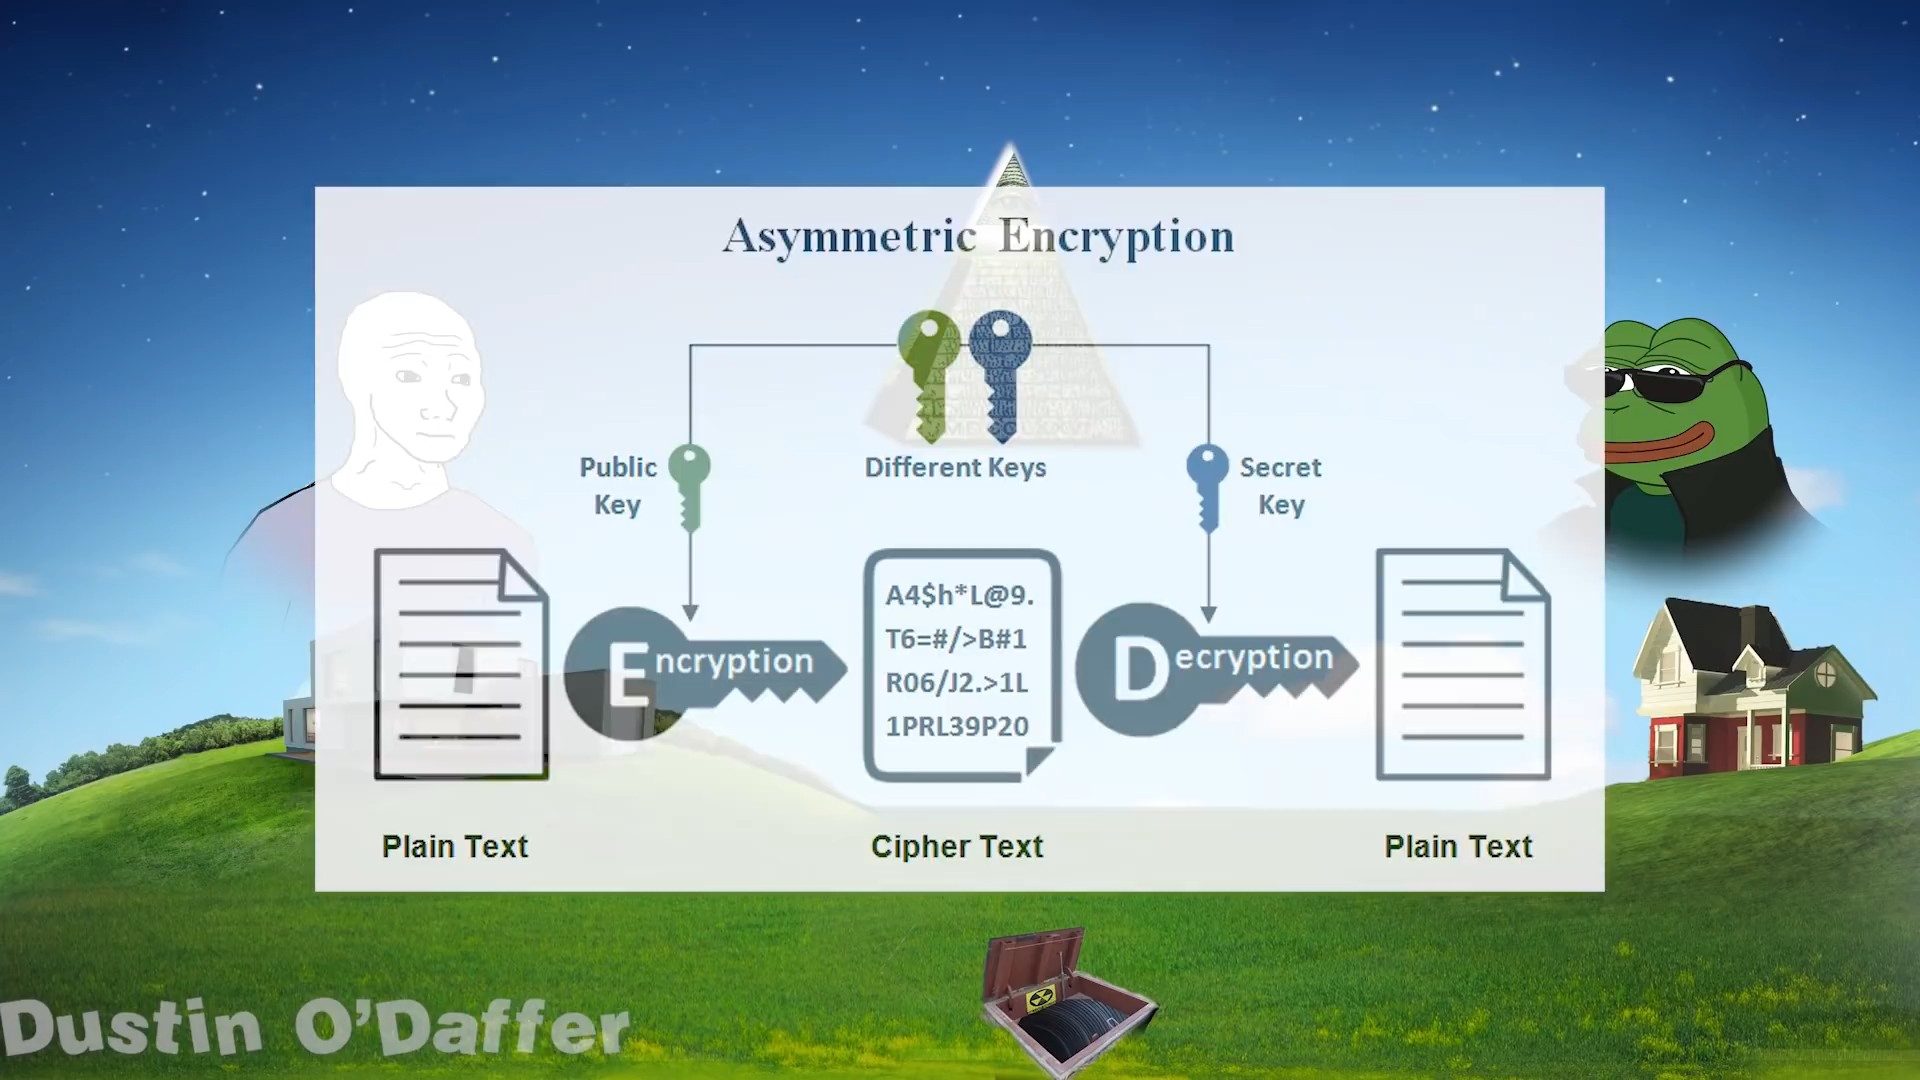 Asymmetric Encryption
Public
Key
Different Keys
Secret
Key
A4$h*L@9.
T6=#/>B#1
R06/J2.>1L
1PRL39P20
Encryption
Decryption
Plain Text
Cipher Text
Plain Text
Dustin O'Daffer